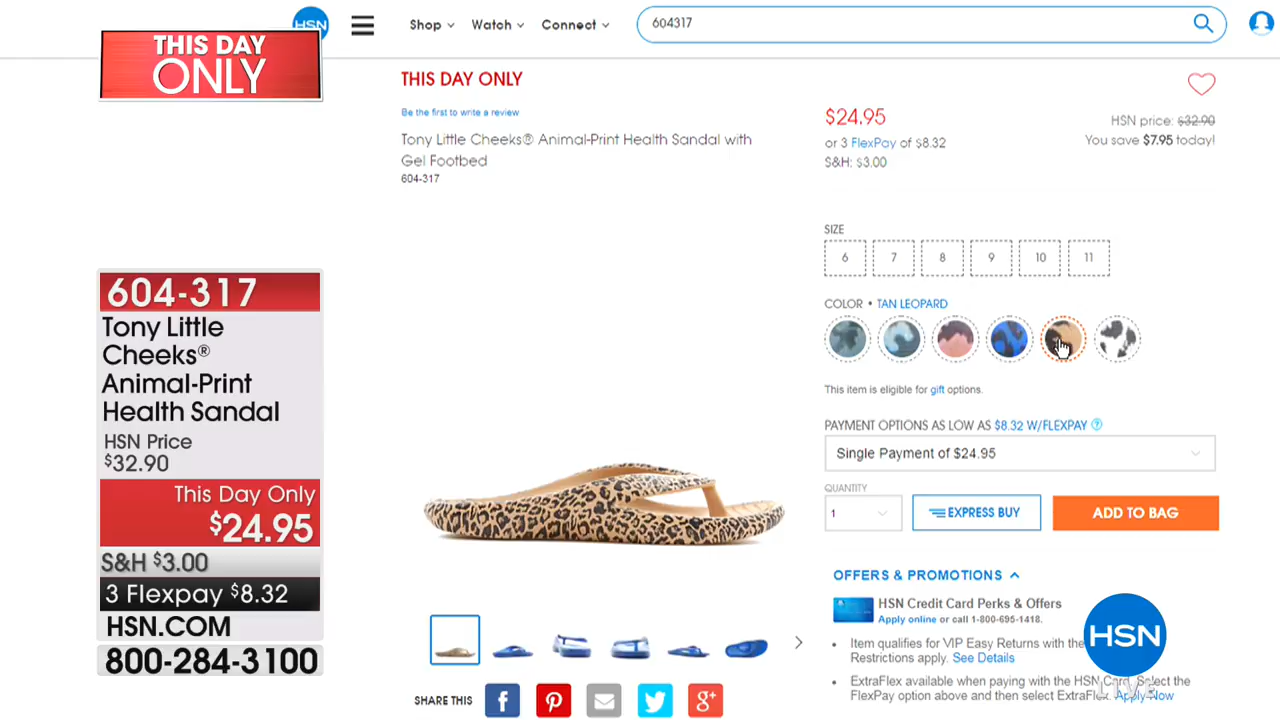 HSN
Shop
Watch
Connect
604317
THIS DAY
ONLY
THIS DAY ONLY
Be the first to write a review
Tony Little Cheeks® Animal-Print Health Sandal with
Gel Footbed
604-317
$24.95
HSN price: $32.90
or 3 FlexPay of $8.32
You save $7.95 today!
S&H: $3.00
SIZE
6 7 8 9 10 11
COLOR • TAN LEOPARD
This item is eligible for gift options.
PAYMENT OPTIONS AS LOW AS $8.32 W/FLEXPAY ?
Single Payment of $24.95
QUANTITY
1
EXPRESS BUY
ADD TO BAG
OFFERS & PROMOTIONS
HSN Credit Card Perks & Offers
Apply online or call 1-800-695-1418.
• Item qualifies for VIP Easy Returns with the
Restrictions apply. See Details
• ExtraFlex available when paying with the HSN Card. Select the
FlexPay option above and then select ExtraFlex. Apply Now
HSN
LIVE
604-317
Tony Little
Cheeks®
Animal-Print
Health Sandal
HSN Price
$32.90
This Day Only
$24.95
S&H $3.00
3 Flexpay $8.32
HSN.COM
800-284-3100
SHARE THIS